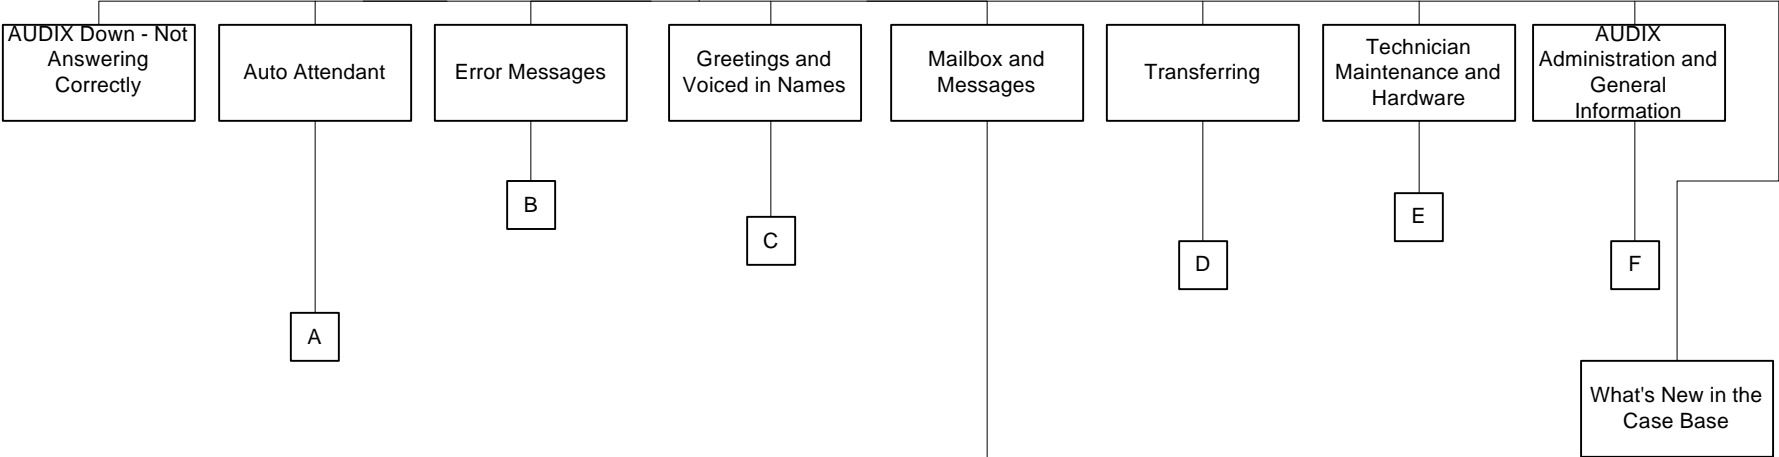 AUDIX Down - Not
Answering
Correctly
Auto Attendant
Error Messages
Greetings and
Voiced in Names
Mailbox and
Messages
Transferring
Technician
Maintenance and
Hardware
AUDIX
Administration and
General
Information
B
C
E
D
F
A
What's New in the
Case Base